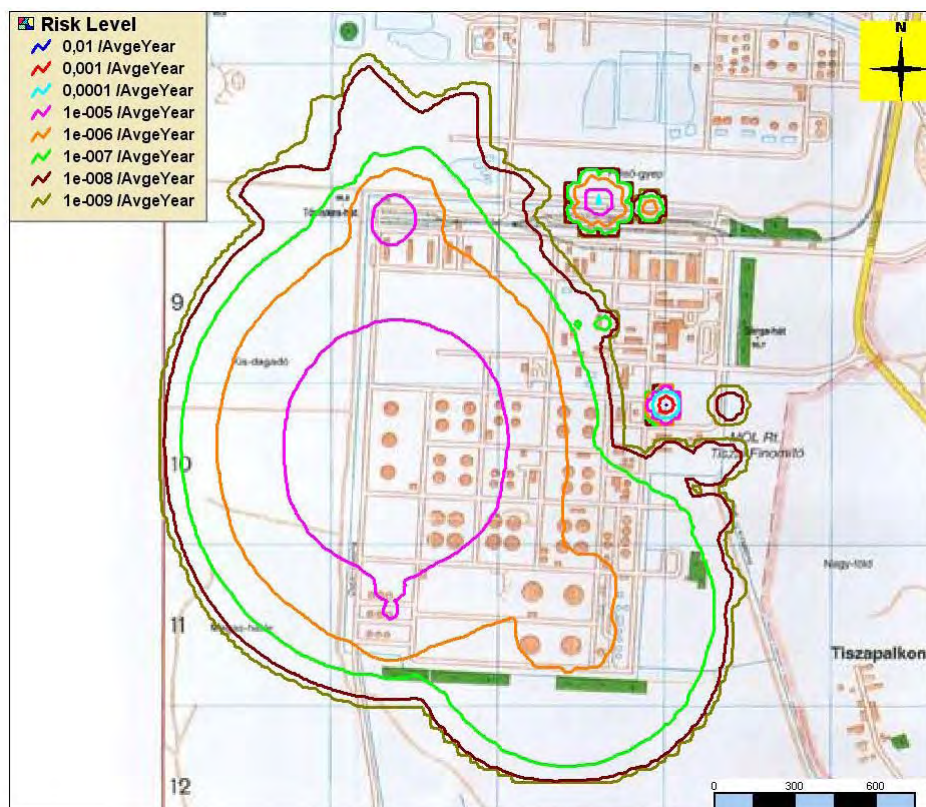 Risk Level
0,01 /AvgeYear
0,001 /AvgeYear
0,0001 /AvgeYear
1e-005 /AvgeYear
1e-006 /AvgeYear
1e-007 /AvgeYear
1e-008 /AvgeYear
1e-009 /AvgeYear
N
9
Kis-dagadó
MOL Rt.
10
Nagy-föld
11
Tiszapalkon
12
0 300 600